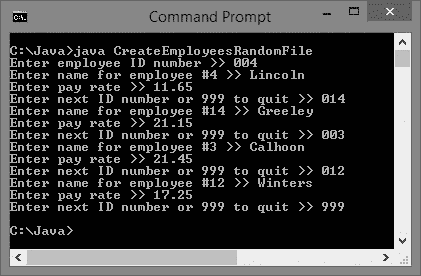 Command Prompt
C:\Java>java CreateEmployeesRandomFile
Enter employee ID number >> 004
Enter name for employee #4 >> Lincoln
Enter pay rate >> 11.65
Enter next ID number or 999 to quit >> 014
Enter name for employee #14 >> Greeley
Enter pay rate >> 21.15
Enter next ID number or 999 to quit >> 003
Enter name for employee #3 >> Calhoon
Enter pay rate >> 21.45
Enter next ID number or 999 to quit >> 012
Enter name for employee #12 >> Winters
Enter pay rate >> 17.25
Enter next ID number or 999 to quit >> 999
C:\Java>